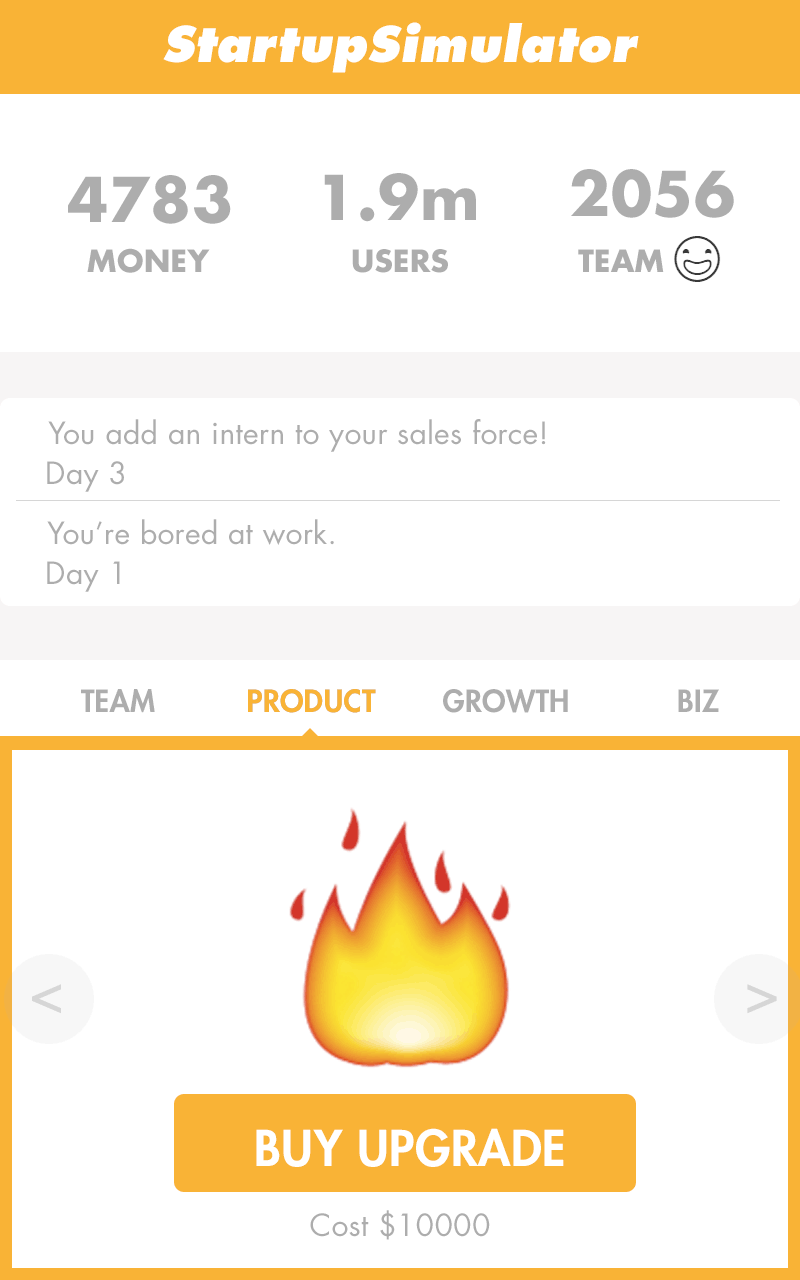 StartupSimulator
4783 1.9m 2056
MONEY USERS TEAM
You add an intern to your sales force!
Day 3
You’re bored at work.
Day 1
TEAM PRODUCT GROWTH BIZ
< >
BUY UPGRADE
Cost $10000